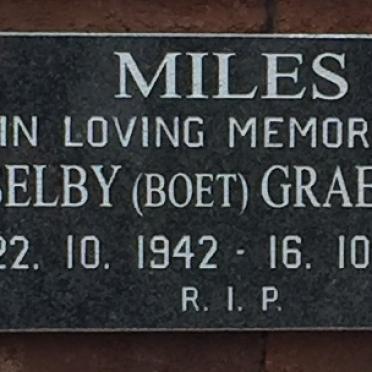 MILES
IN LOVING MEMOR
SELBY (BOET) GRAE
22. 10. 1942 - 16. 10
R. I. P.